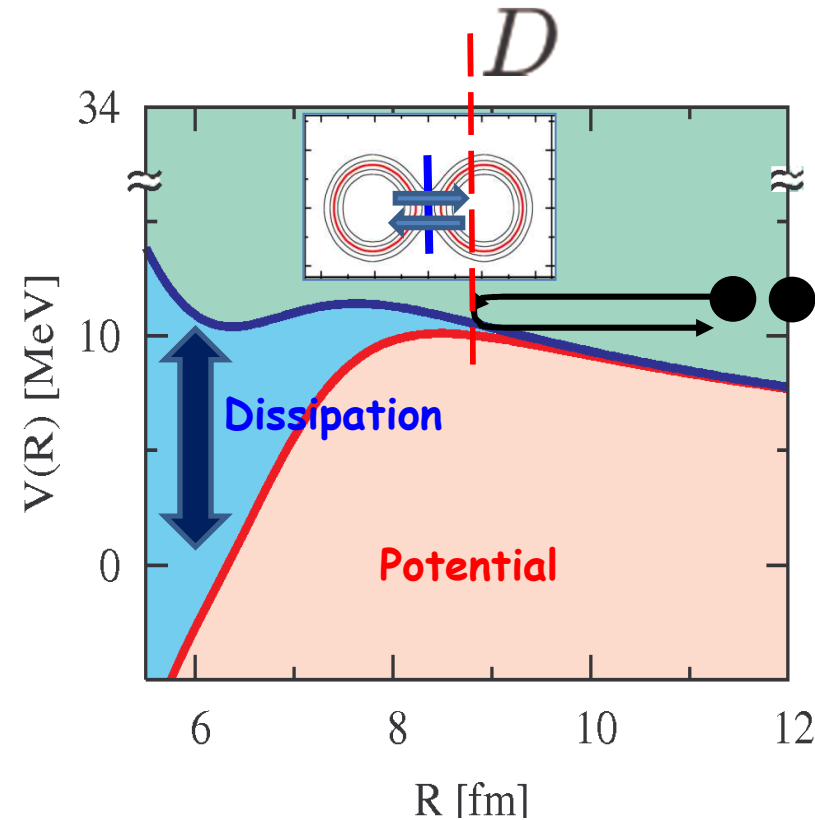 D
34
10
0
V(R) [MeV]
Dissipation
Potential
6
8
10
12
R [fm]